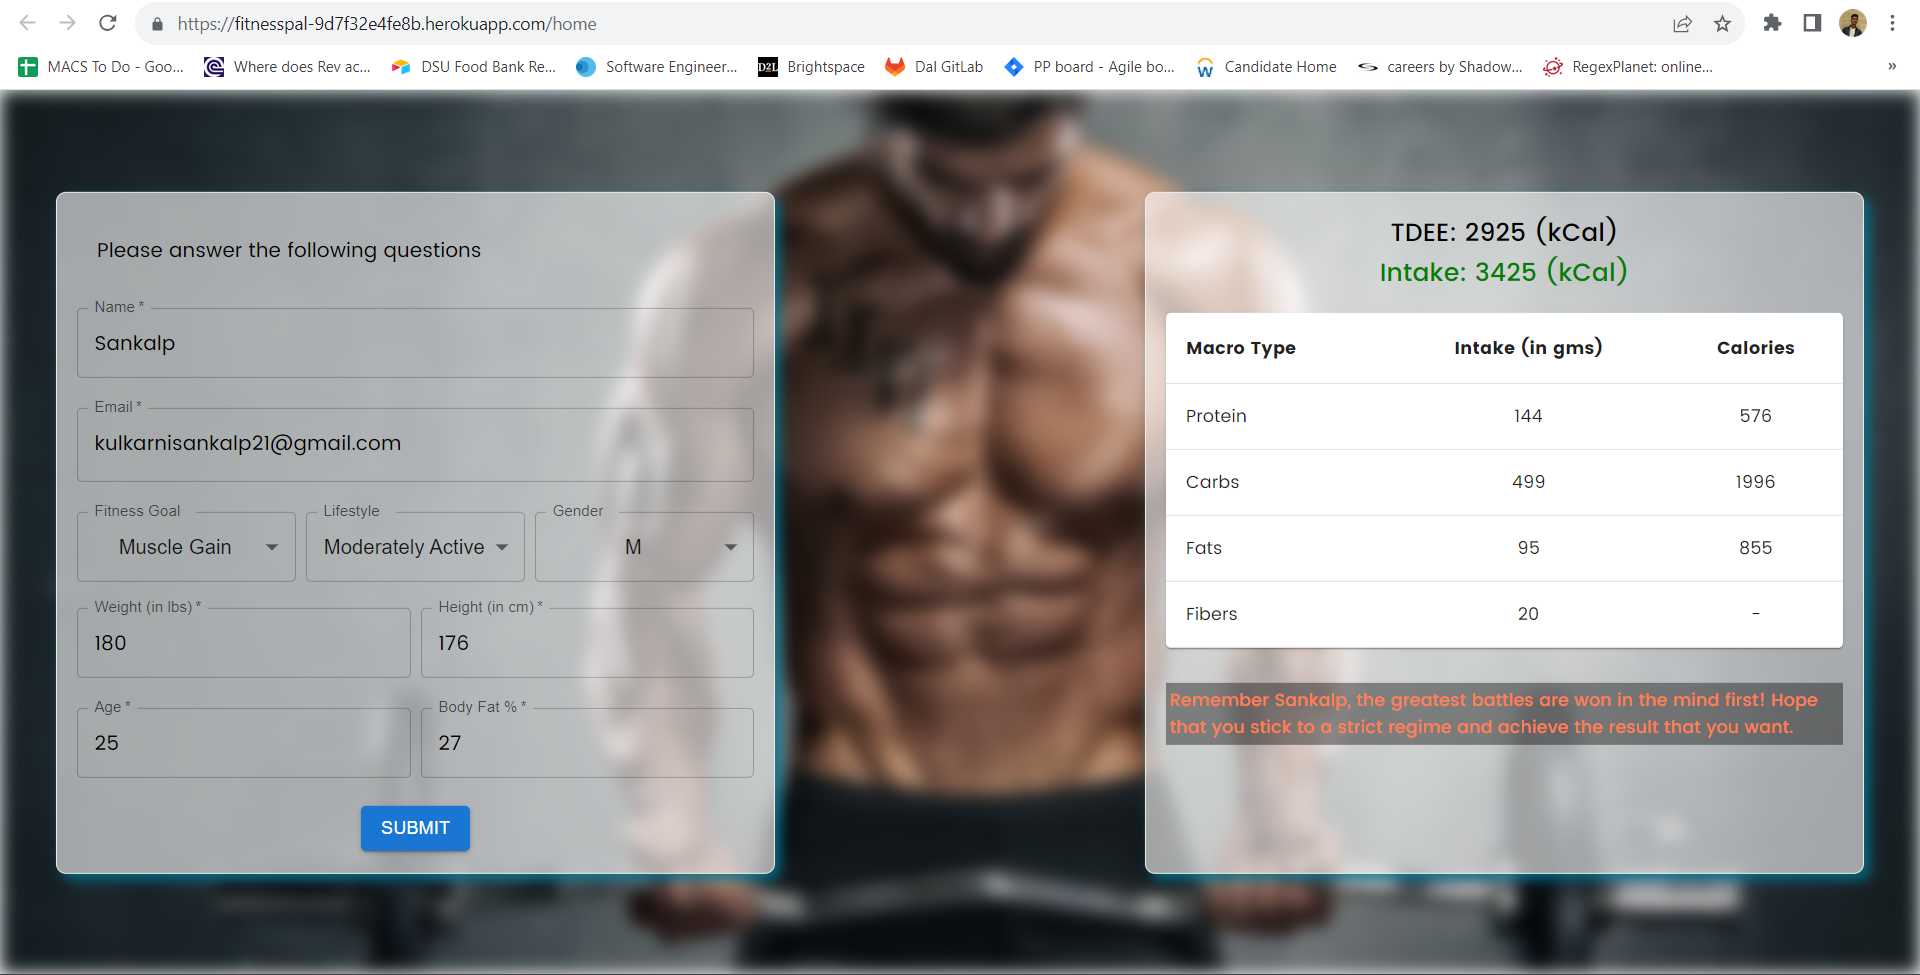 https://fitnesspal-9d7f32e4fe8b.herokuapp.com/home
MACS To Do - Goo... Where does Rev ac... DSU Food Bank Re... Software Engineer... D2L Brightspace Dal GitLab PP board - Agile bo... Candidate Home careers by Shadow... RegexPlanet: online... »
Please answer the following questions
Name *
Sankalp
Email *
kulkarnisankalp21@gmail.com
Fitness Goal Lifestyle Gender
Muscle Gain Moderately Active M
Weight (in lbs) * Height (in cm) *
180 176
Age * Body Fat % *
25 27
SUBMIT
TDEE: 2925 (kCal)
Intake: 3425 (kCal)
Macro Type Intake (in gms) Calories
Protein 144 576
Carbs 499 1996
Fats 95 855
Fibers 20 -
Remember Sankalp, the greatest battles are won in the mind first! Hope
that you stick to a strict regime and achieve the result that you want.